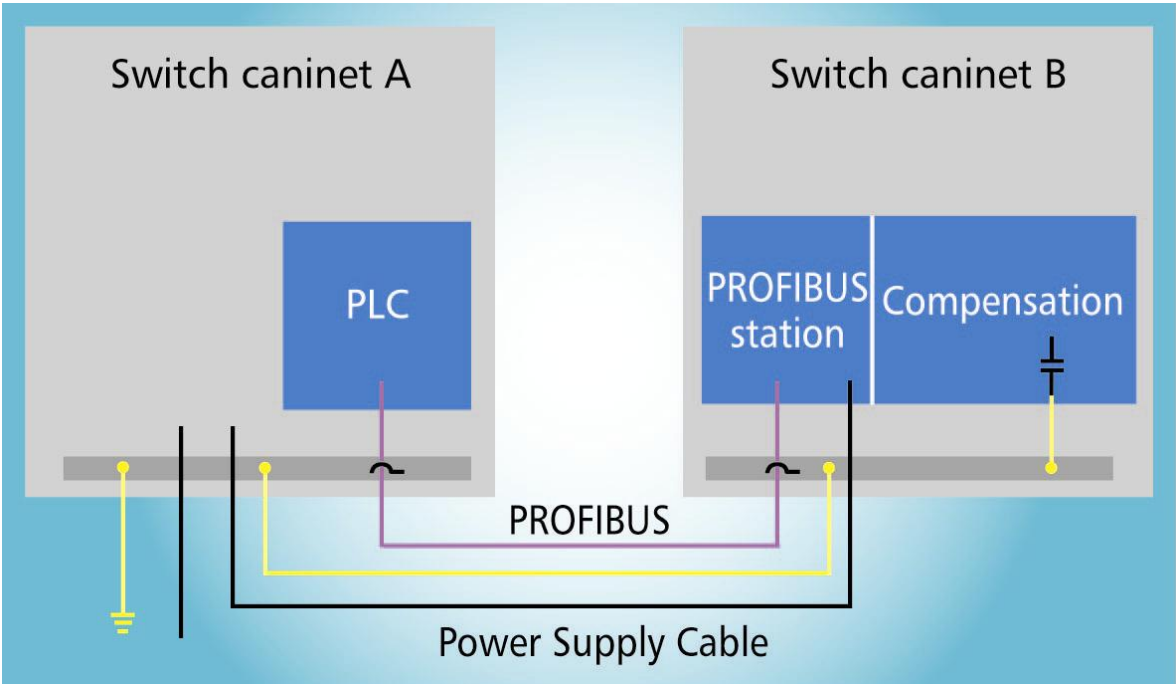 Switch caninet A
Switch caninet B
PLC
PROFIBUS
station
Compensation
PROFIBUS
Power Supply Cable